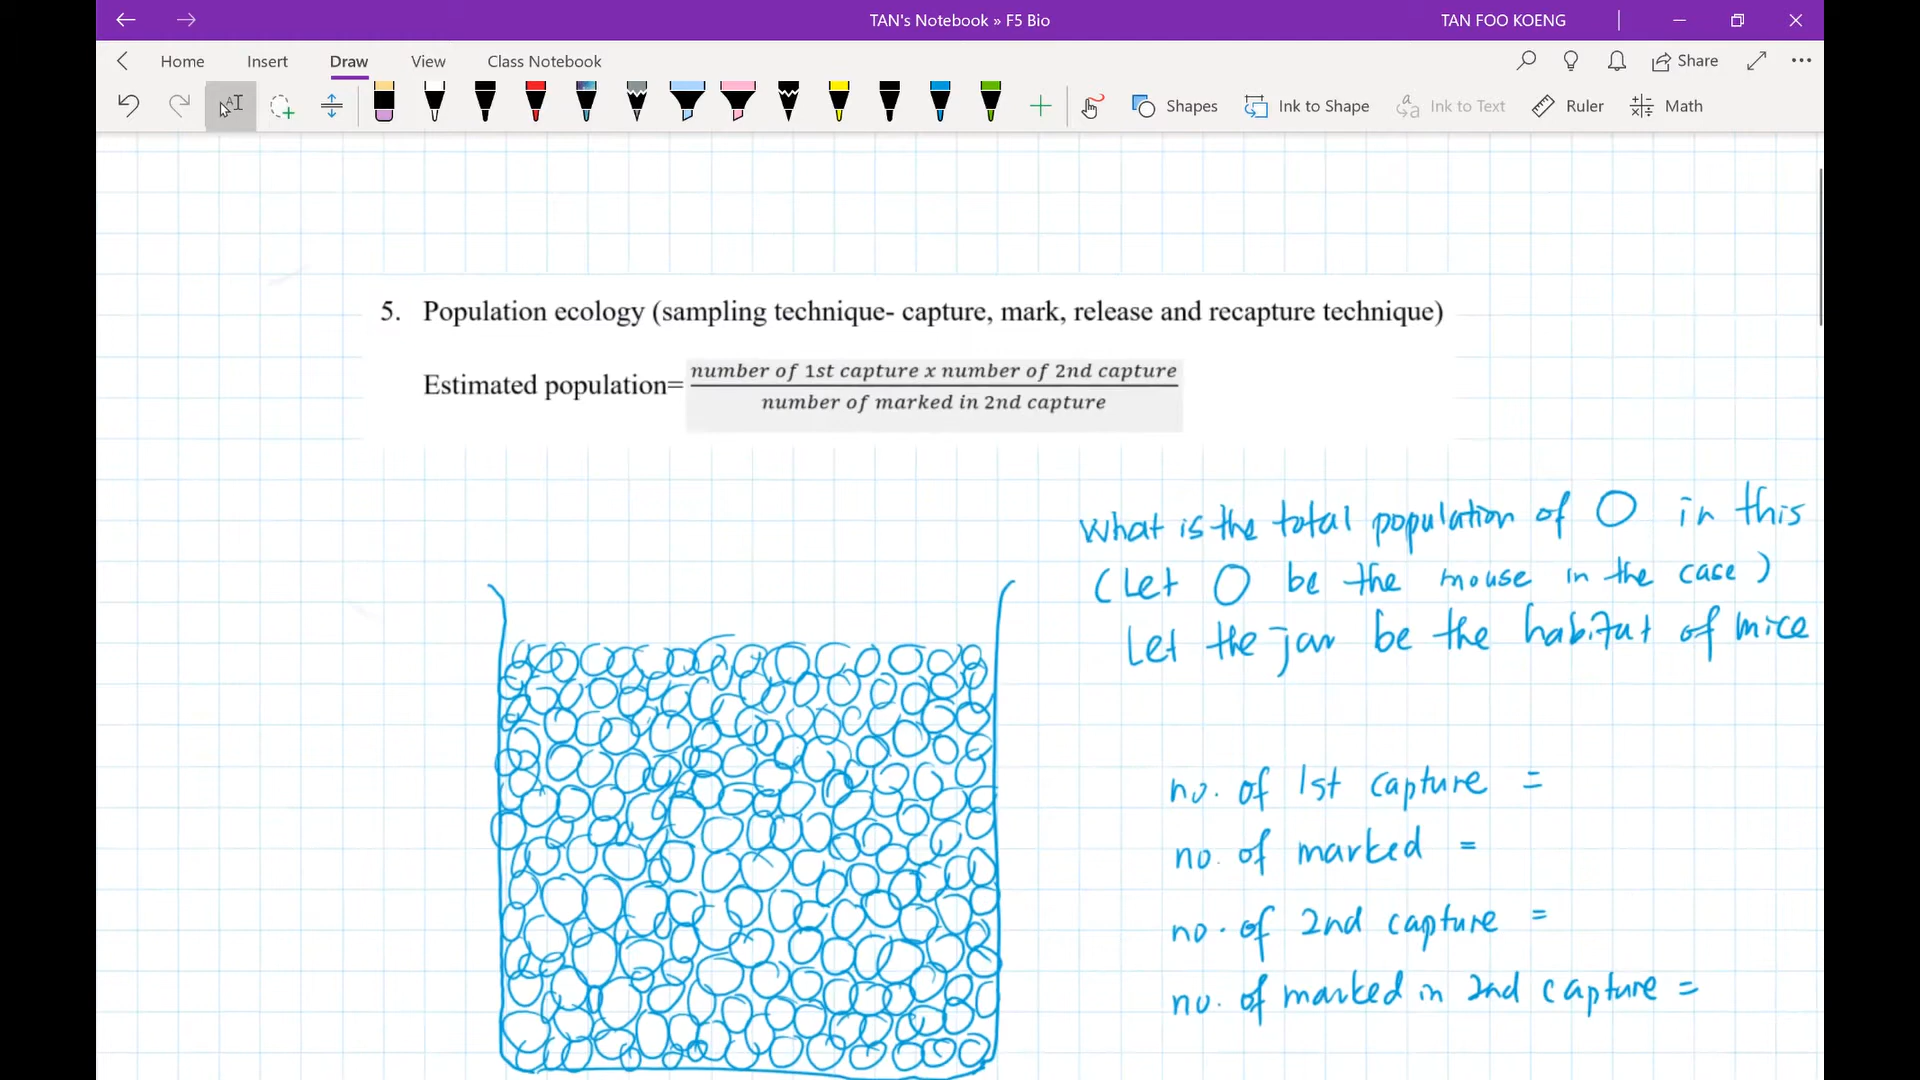 TAN's Notebook » F5 Bio
TAN FOO KOENG
Home Insert Draw View Class Notebook
Share
Shapes Ink to Shape Ink to Text Ruler Math
5. Population ecology (sampling technique- capture, mark, release and recapture technique)
Estimated population= number of 1st capture x number of 2nd capture
number of marked in 2nd capture
What is the total population of O in this
(Let O be the mouse in the case)
Let the jar be the habitat of mice
no. of 1st capture =
no. of marked =
no. of 2nd capture =
no. of marked in 2nd capture =